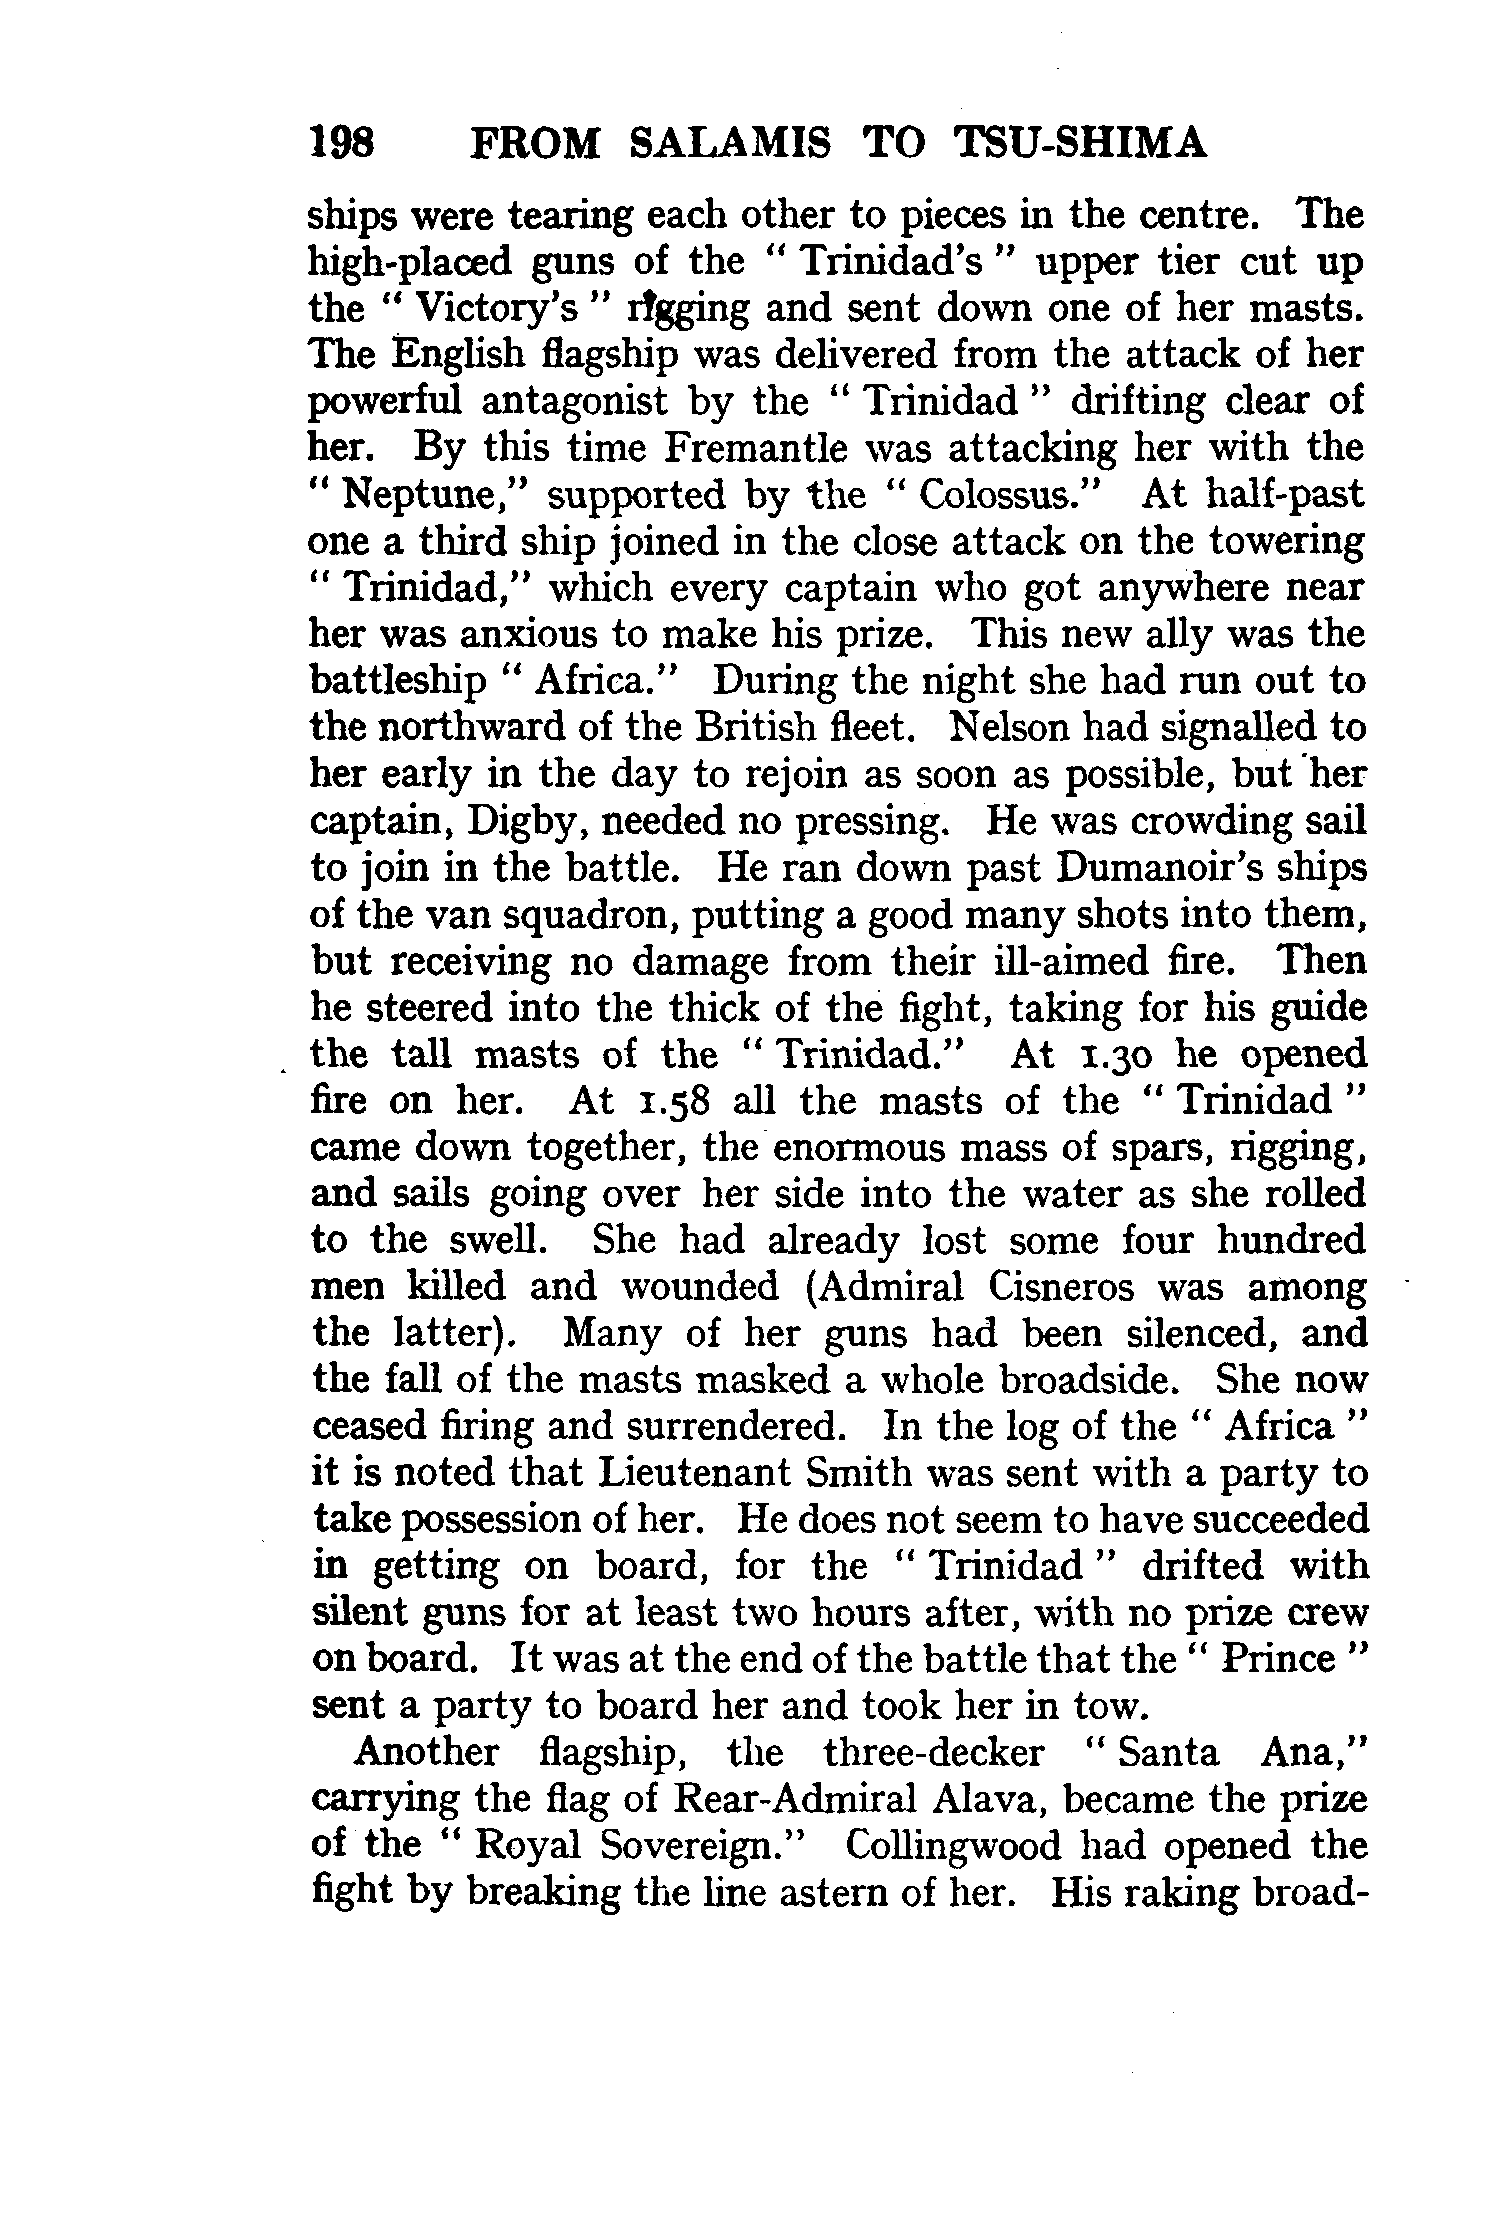 198 FROM SALAMIS TO TSU-SHIMA
ships were tearing each other to pieces in the centre. The
high-placed guns of the " Trinidad's " upper tier cut up
the " Victory's " rigging and sent down one of her masts.
The English flagship was delivered from the attack of her
powerful antagonist by the " Trinidad " drifting clear of
her. By this time Fremantle was attacking her with the
" Neptune," supported by the " Colossus." At half-past
one a third ship joined in the close attack on the towering
" Trinidad," which every captain who got anywhere near
her was anxious to make his prize. This new ally was the
battleship " Africa." During the night she had run out to
the northward of the British fleet. Nelson had signalled to
her early in the day to rejoin as soon as possible, but her
captain, Digby, needed no pressing. He was crowding sail
to join in the battle. He ran down past Dumanoir's ships
of the van squadron, putting a good many shots into them,
but receiving no damage from their ill-aimed fire. Then
he steered into the thick of the fight, taking for his guide
the tall masts of the " Trinidad." At 1.30 he opened
fire on her. At 1.58 all the masts of the " Trinidad "
came down together, the enormous mass of spars, rigging,
and sails going over her side into the water as she rolled
to the swell. She had already lost some four hundred
men killed and wounded (Admiral Cisneros was among
the latter). Many of her guns had been silenced, and
the fall of the masts masked a whole broadside. She now
ceased firing and surrendered. In the log of the " Africa "
it is noted that Lieutenant Smith was sent with a party to
take possession of her. He does not seem to have succeeded
in getting on board, for the " Trinidad " drifted with
silent guns for at least two hours after, with no prize crew
on board. It was at the end of the battle that the " Prince "
sent a party to board her and took her in tow.
Another flagship, the three-decker " Santa Ana,"
carrying the flag of Rear-Admiral Alava, became the prize
of the " Royal Sovereign." Collingwood had opened the
fight by breaking the line astern of her. His raking broad-